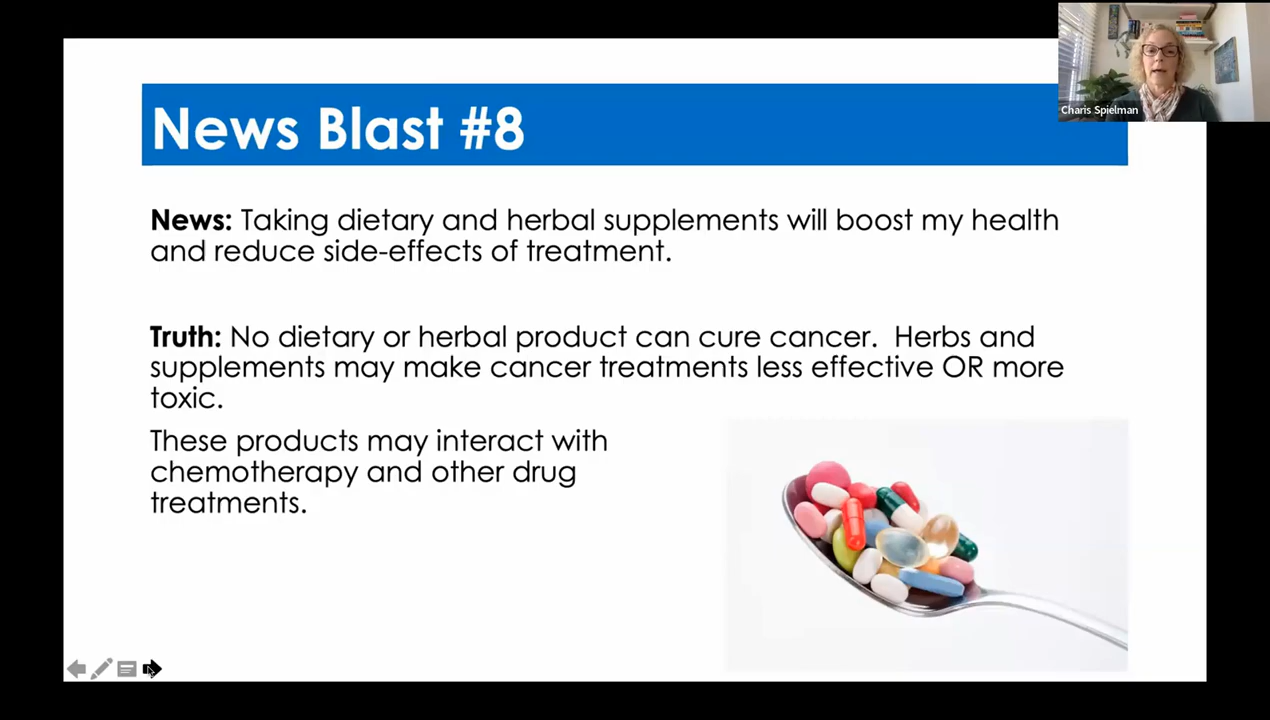 Charis Spielman
News Blast #8
News: Taking dietary and herbal supplements will boost my health
and reduce side-effects of treatment.
Truth: No dietary or herbal product can cure cancer.  Herbs and
supplements may make cancer treatments less effective OR more
toxic.
These products may interact with
chemotherapy and other drug
treatments.